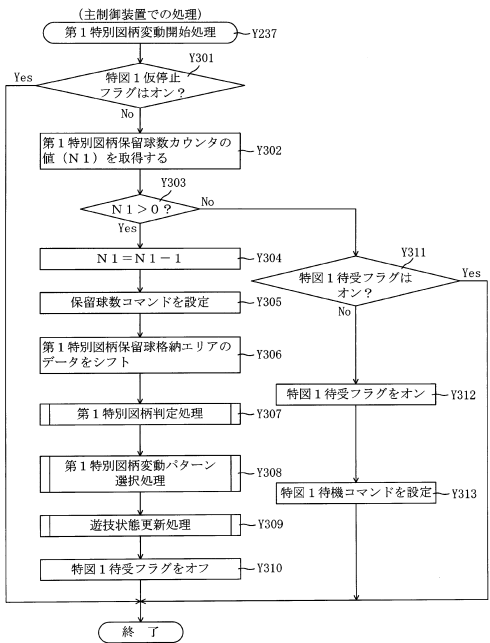 (主制御装置での処理)
第1特別図柄変動開始処理
Y237
Y301
Yes
特図1仮停止
フラグはオン?
No
第1特別図柄保留球数カウンタの
値(N1)を取得する
Y302
Y303
N1>0?
No
Yes
N1=N1-1
Y304
Y311
特図1待受フラグは
オン?
Yes
No
保留球数コマンドを設定
Y305
第1特別図柄保留球格納エリアの
データをシフト
Y306
特図1待受フラグをオン
Y312
第1特別図柄判定処理
Y307
第1特別図柄変動パターン
選択処理
Y308
特図1待機コマンドを設定
Y313
遊技状態更新処理
Y309
特図1待受フラグをオフ
Y310
終 了